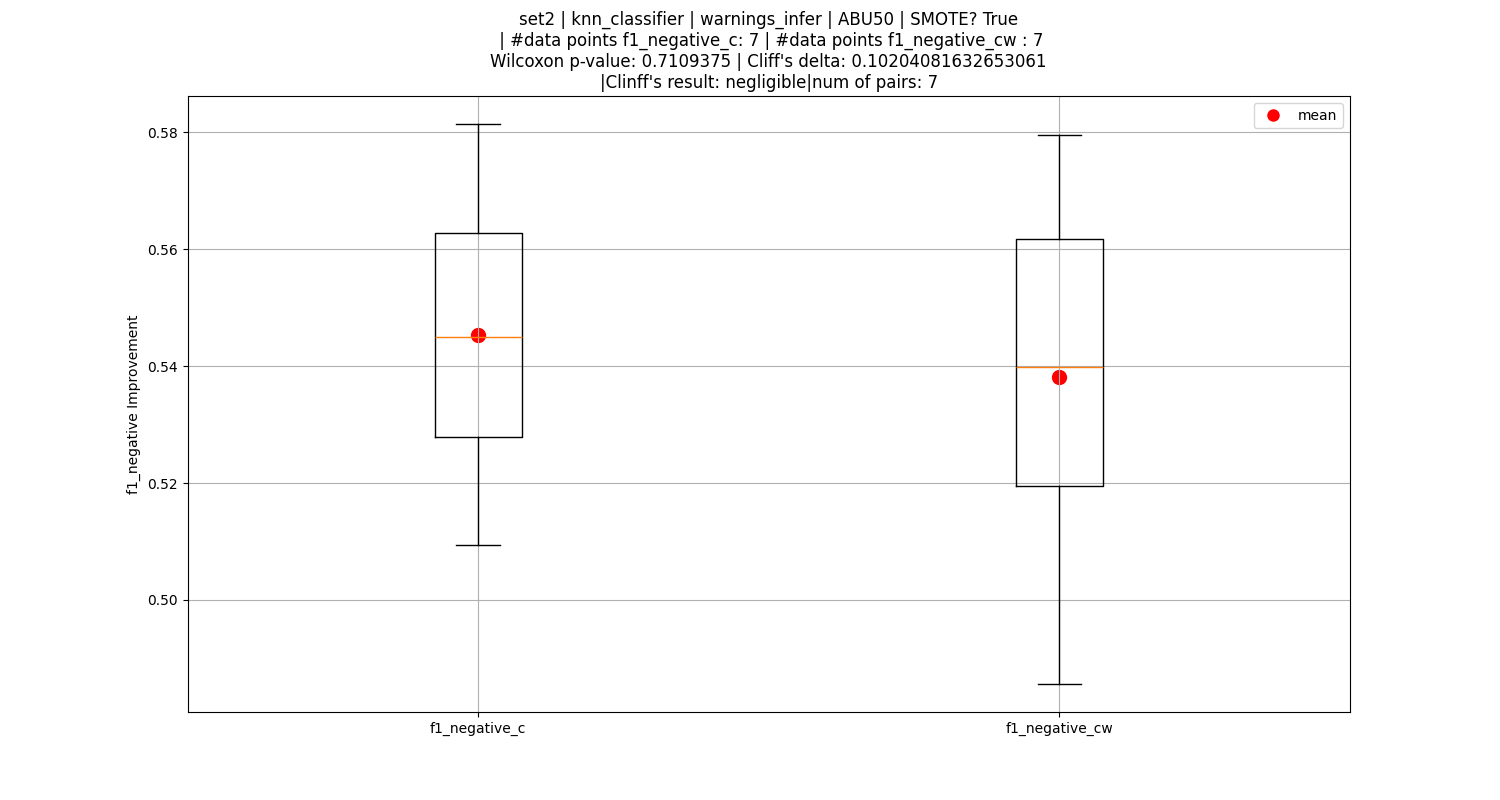 set2 | knn_classifier | warnings_infer | ABU50 | SMOTE? True
| #data points f1_negative_c: 7 | #data points f1_negative_cw : 7
Wilcoxon p-value: 0.7109375 | Cliff's delta: 0.10204081632653061
|Clinff's result: negligible|num of pairs: 7
mean
0.58
0.56
0.54
0.52
0.50
f1_negative Improvement
f1_negative_c
f1_negative_cw